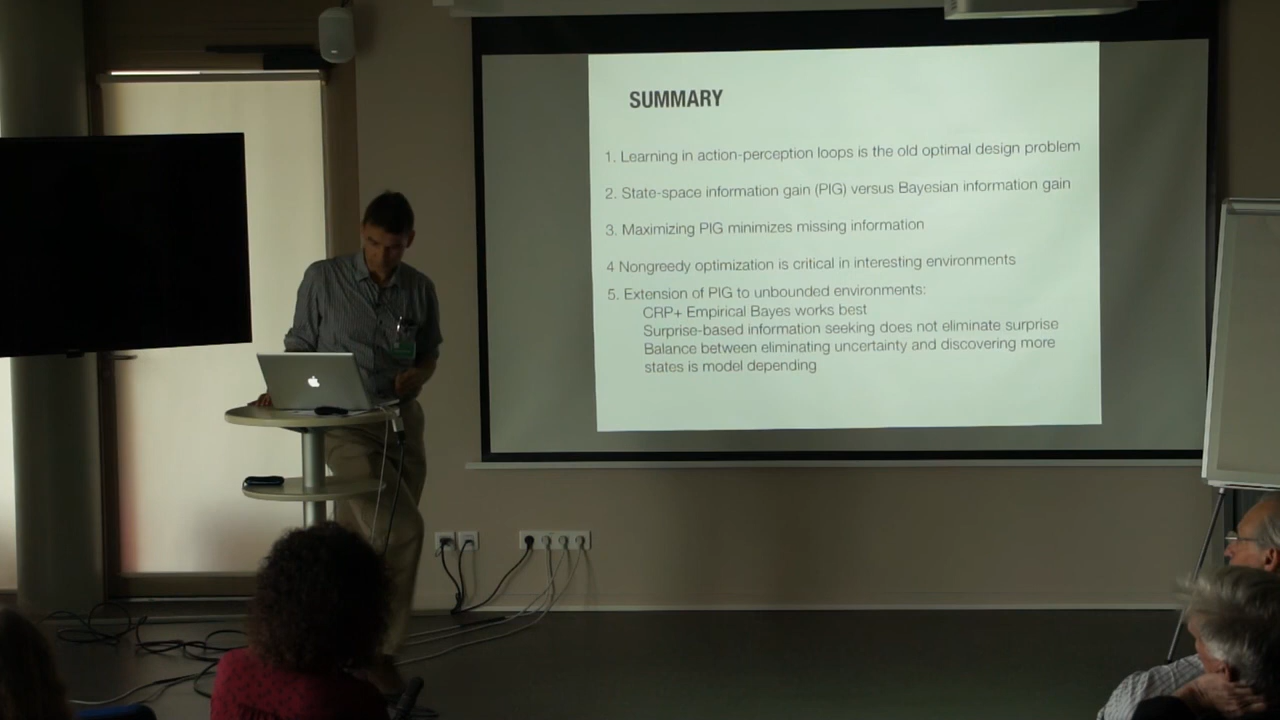 SUMMARY
1. Learning in action-perception loops is the old optimal design problem
2. State-space information gain (PIG) versus Bayesian information gain
3. Maximizing PIG minimizes missing information
4 Nongreedy optimization is critical in interesting environments
5. Extension of PIG to unbounded environments:
CRP+ Empirical Bayes works best
Surprise-based information seeking does not eliminate surprise
Balance between eliminating uncertainty and discovering more
states is model depending